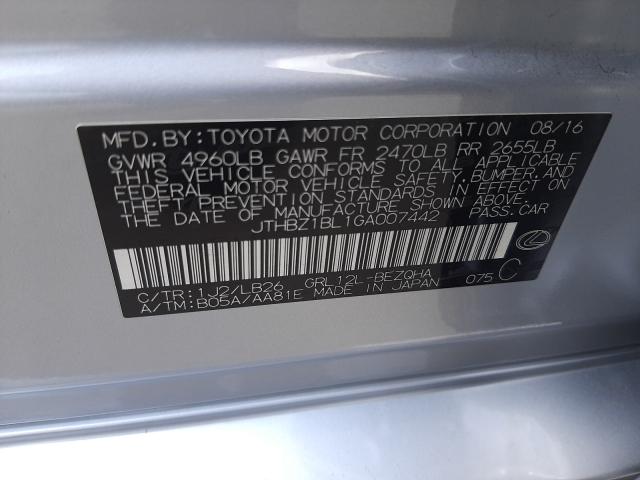 MFD. BY: TOYOTA MOTOR CORPORATION 08/16
GVWR 4960LB GAWR FR 2470LB RR 2655LB
THIS VEHICLE CONFORMS TO ALL APPLICABLE
FEDERAL MOTOR VEHICLE SAFETY, BUMPER, AND
THEFT PREVENTION STANDARDS IN EFFECT ON
THE DATE OF MANUFACTURE SHOWN ABOVE.
JTHBZ1BL1GA007442 PASS.CAR
C/TR: 1J2/LB26 GRL12L-BEZQHA
A/TM: B05A/AA81E MADE IN JAPAN 075 C